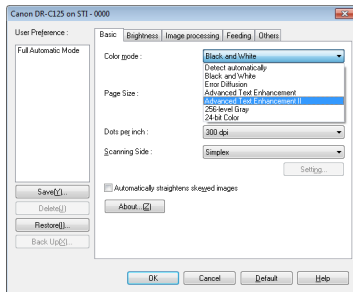 Canon DR-C125 on STI - 0000
User Preference :
Full Automatic Mode
Save(Y)...
Delete(J)
Restore(I)...
Back Up(X)...
Basic Brightness Image processing Feeding Others
Color mode : Black and White
Detect automatically
Black and White
Error Diffusion
Advanced Text Enhancement
Advanced Text Enhancement II
256-level Gray
24-bit Color
Page Size :
Dots per inch : 300 dpi
Scanning Side : Simplex
Setting...
Automatically straightens skewed images
About...(Z)
OK Cancel Default Help